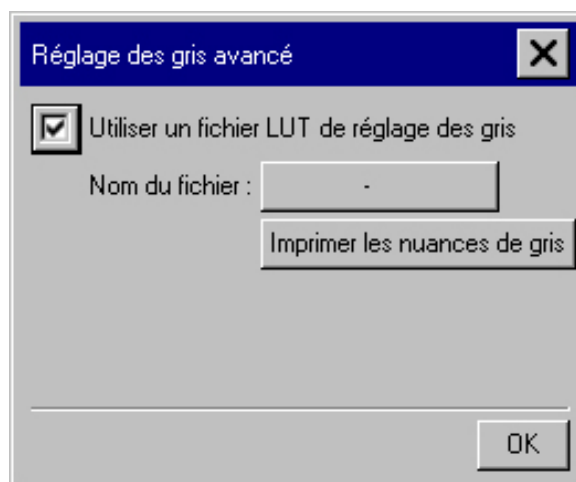 Réglage des gris avancé
Utiliser un fichier LUT de réglage des gris
Nom du fichier : -
Imprimer les nuances de gris
OK